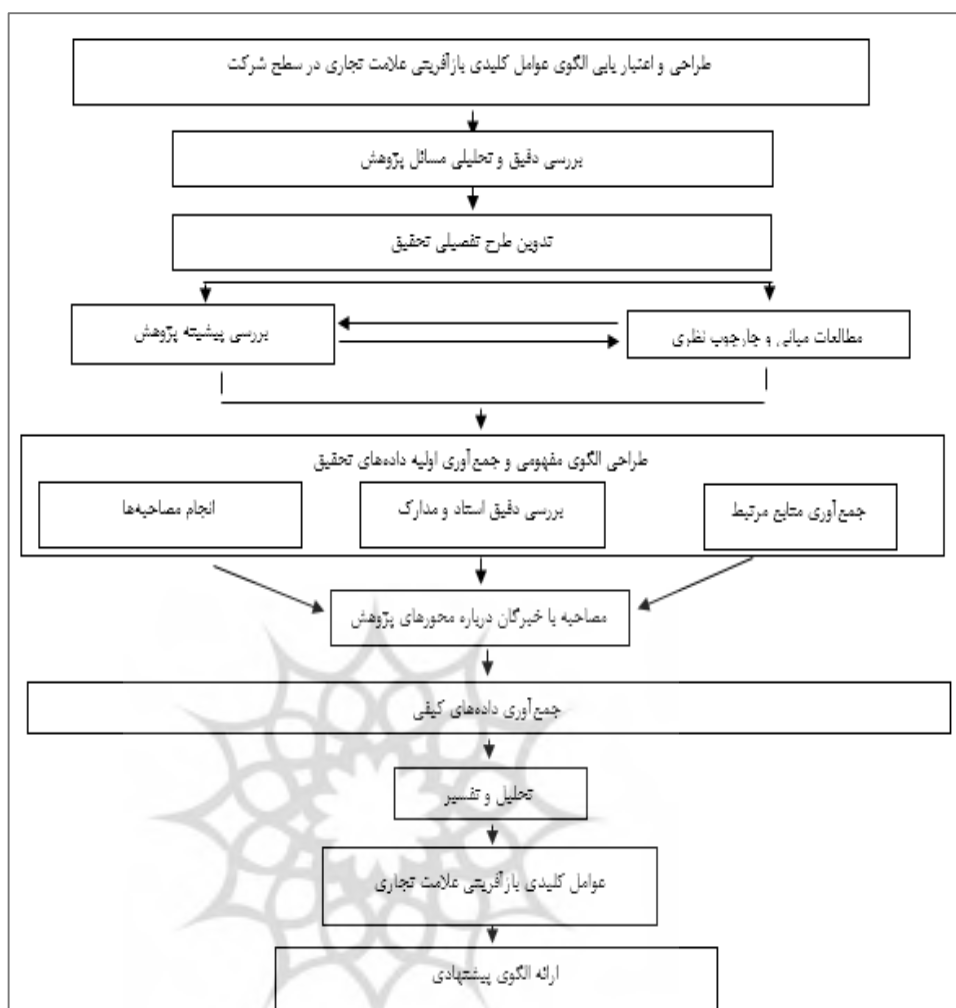 طراحی و اعتبار یابی الگوی عوامل کلیدی بازآفرینی علامت تجاری در سطح شرکت
بررسی دقیق و تحلیلی مسائل پژوهش
تدوین طرح تفصیلی تحقیق
مطالعات مبانی و چارچوب نظری
بررسی پیشینه پژوهش
طراحی الگوی مفهومی و جمع‌آوری اولیه داده‌های تحقیق
جمع‌آوری منابع مرتبط
بررسی دقیق اسناد و مدارک
انجام مصاحبه‌ها
مصاحبه با خبرگان درباره محورهای پژوهش
جمع‌آوری داده‌های کیفی
تحلیل و تفسیر
عوامل کلیدی بازآفرینی علامت تجاری
ارائه الگوی پیشنهادی